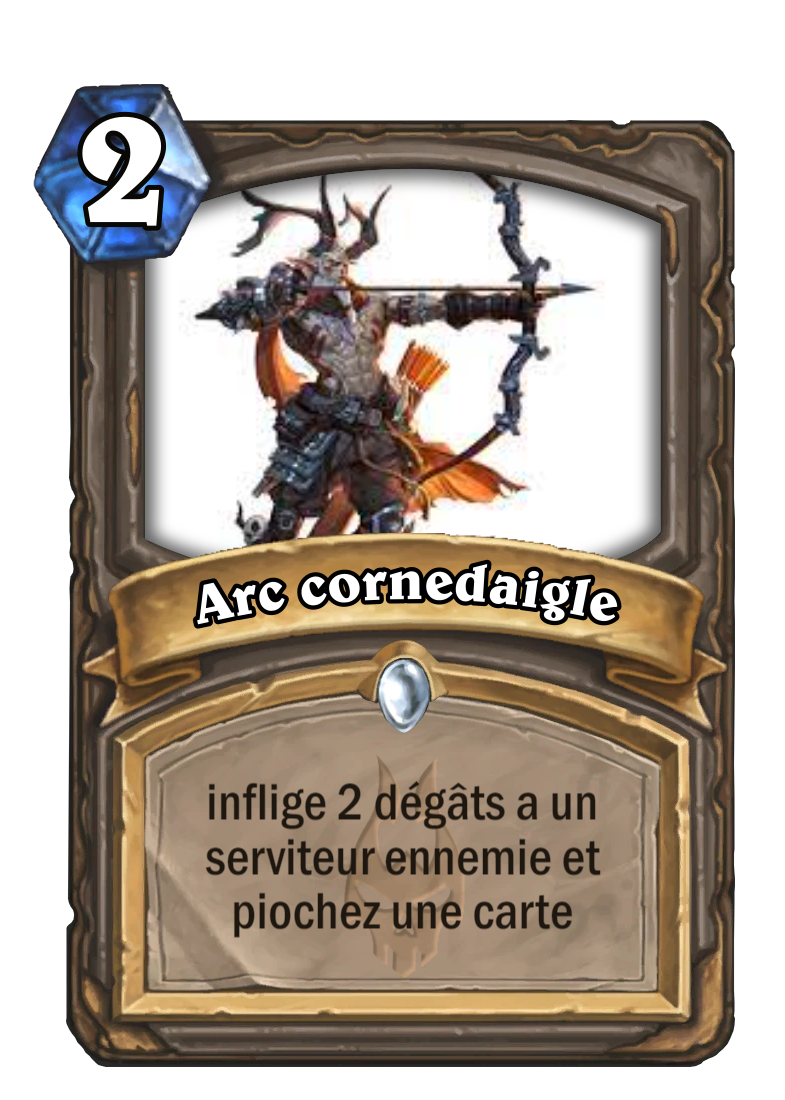 2
Arc cornedaigle
inflige 2 dégâts a un
serviteur ennemie et
piochez une carte